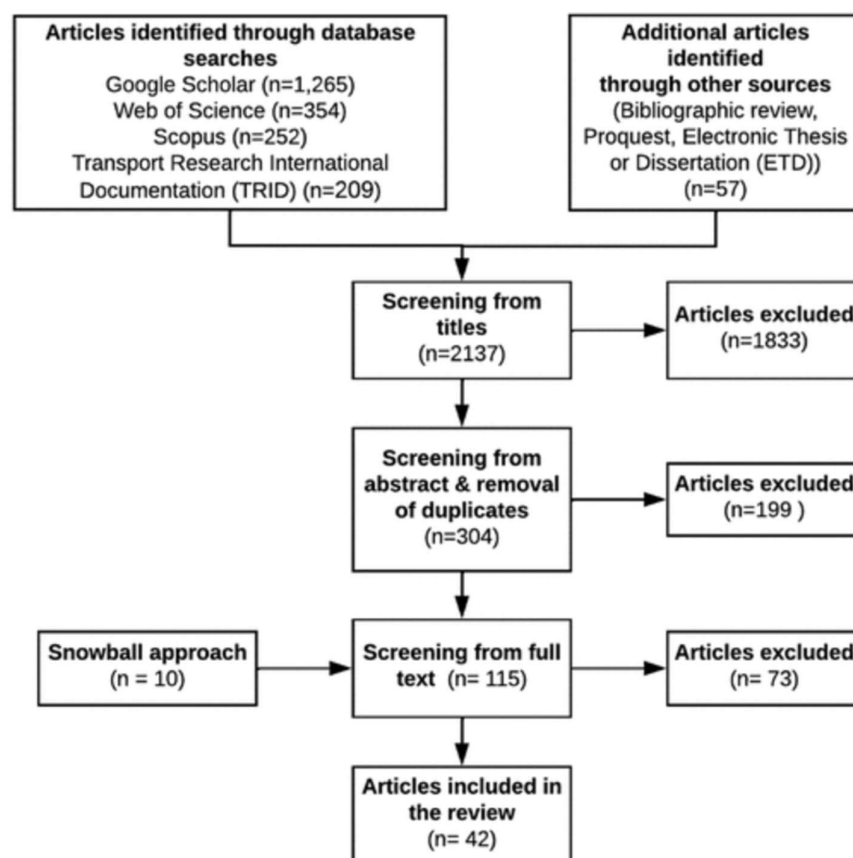 Articles identified through database
searches
Google Scholar (n=1,265)
Web of Science (n=354)
Scopus (n=252)
Transport Research International
Documentation (TRID) (n=209)
Additional articles
identified
through other sources
(Bibliographic review,
Proquest, Electronic Thesis
or Dissertation (ETD))
(n=57)
Screening from
titles
(n=2137)
Articles excluded
(n=1833)
Screening from
abstract & removal
of duplicates
(n=304)
Articles excluded
(n=199 )
Snowball approach
(n = 10)
Screening from full
text (n= 115)
Articles excluded
(n= 73)
Articles included in
the review
(n= 42)